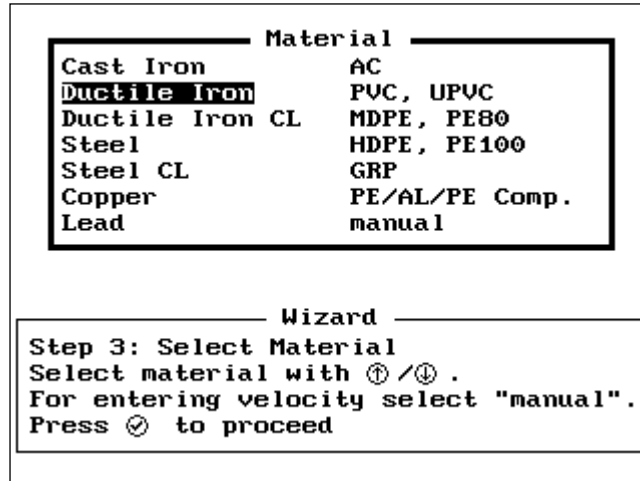 Material
Cast Iron AC
Ductile Iron PVC, UPVC
Ductile Iron CL MDPE, PE80
Steel HDPE, PE100
Steel CL GRP
Copper PE/AL/PE Comp.
Lead manual
Wizard
Step 3: Select Material
Select material with ↑/↓ .
For entering velocity select "manual".
Press ✓ to proceed